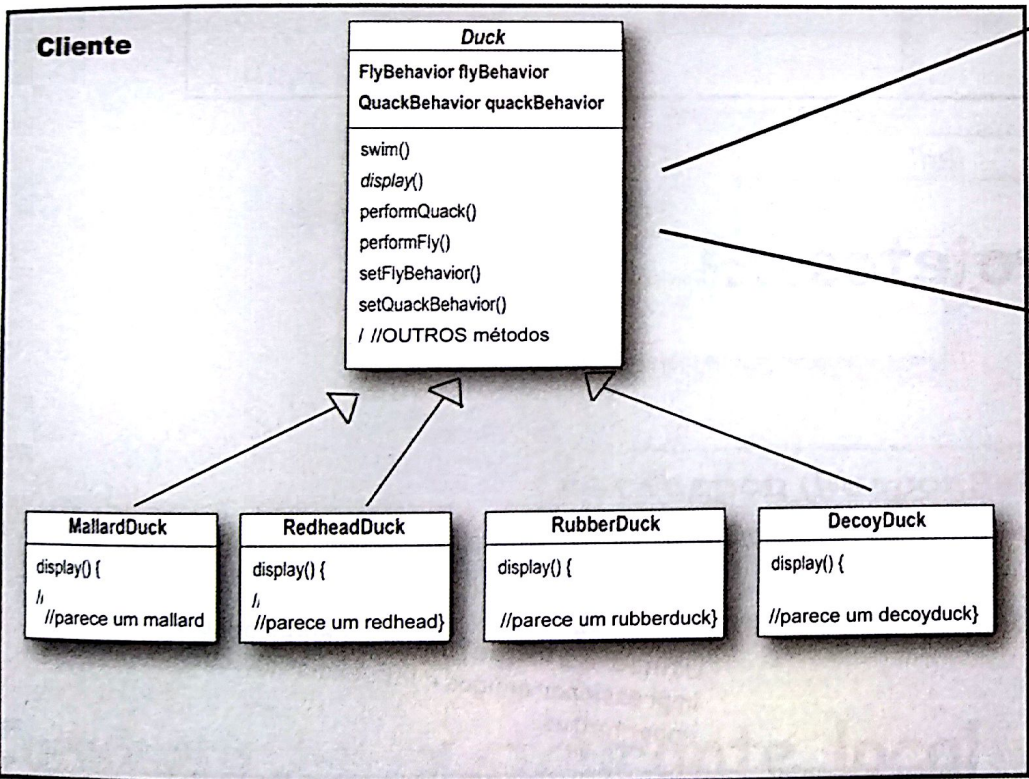 Cliente
Duck
FlyBehavior flyBehavior
QuackBehavior quackBehavior
swim()
display()
performQuack()
performFly()
setFlyBehavior()
setQuackBehavior()
/ //OUTROS métodos
MallardDuck
display() {
//parece um mallard
RedheadDuck
display() {
//parece um redhead}
RubberDuck
display() {
//parece um rubberduck}
DecoyDuck
display() {
//parece um decoyduck}